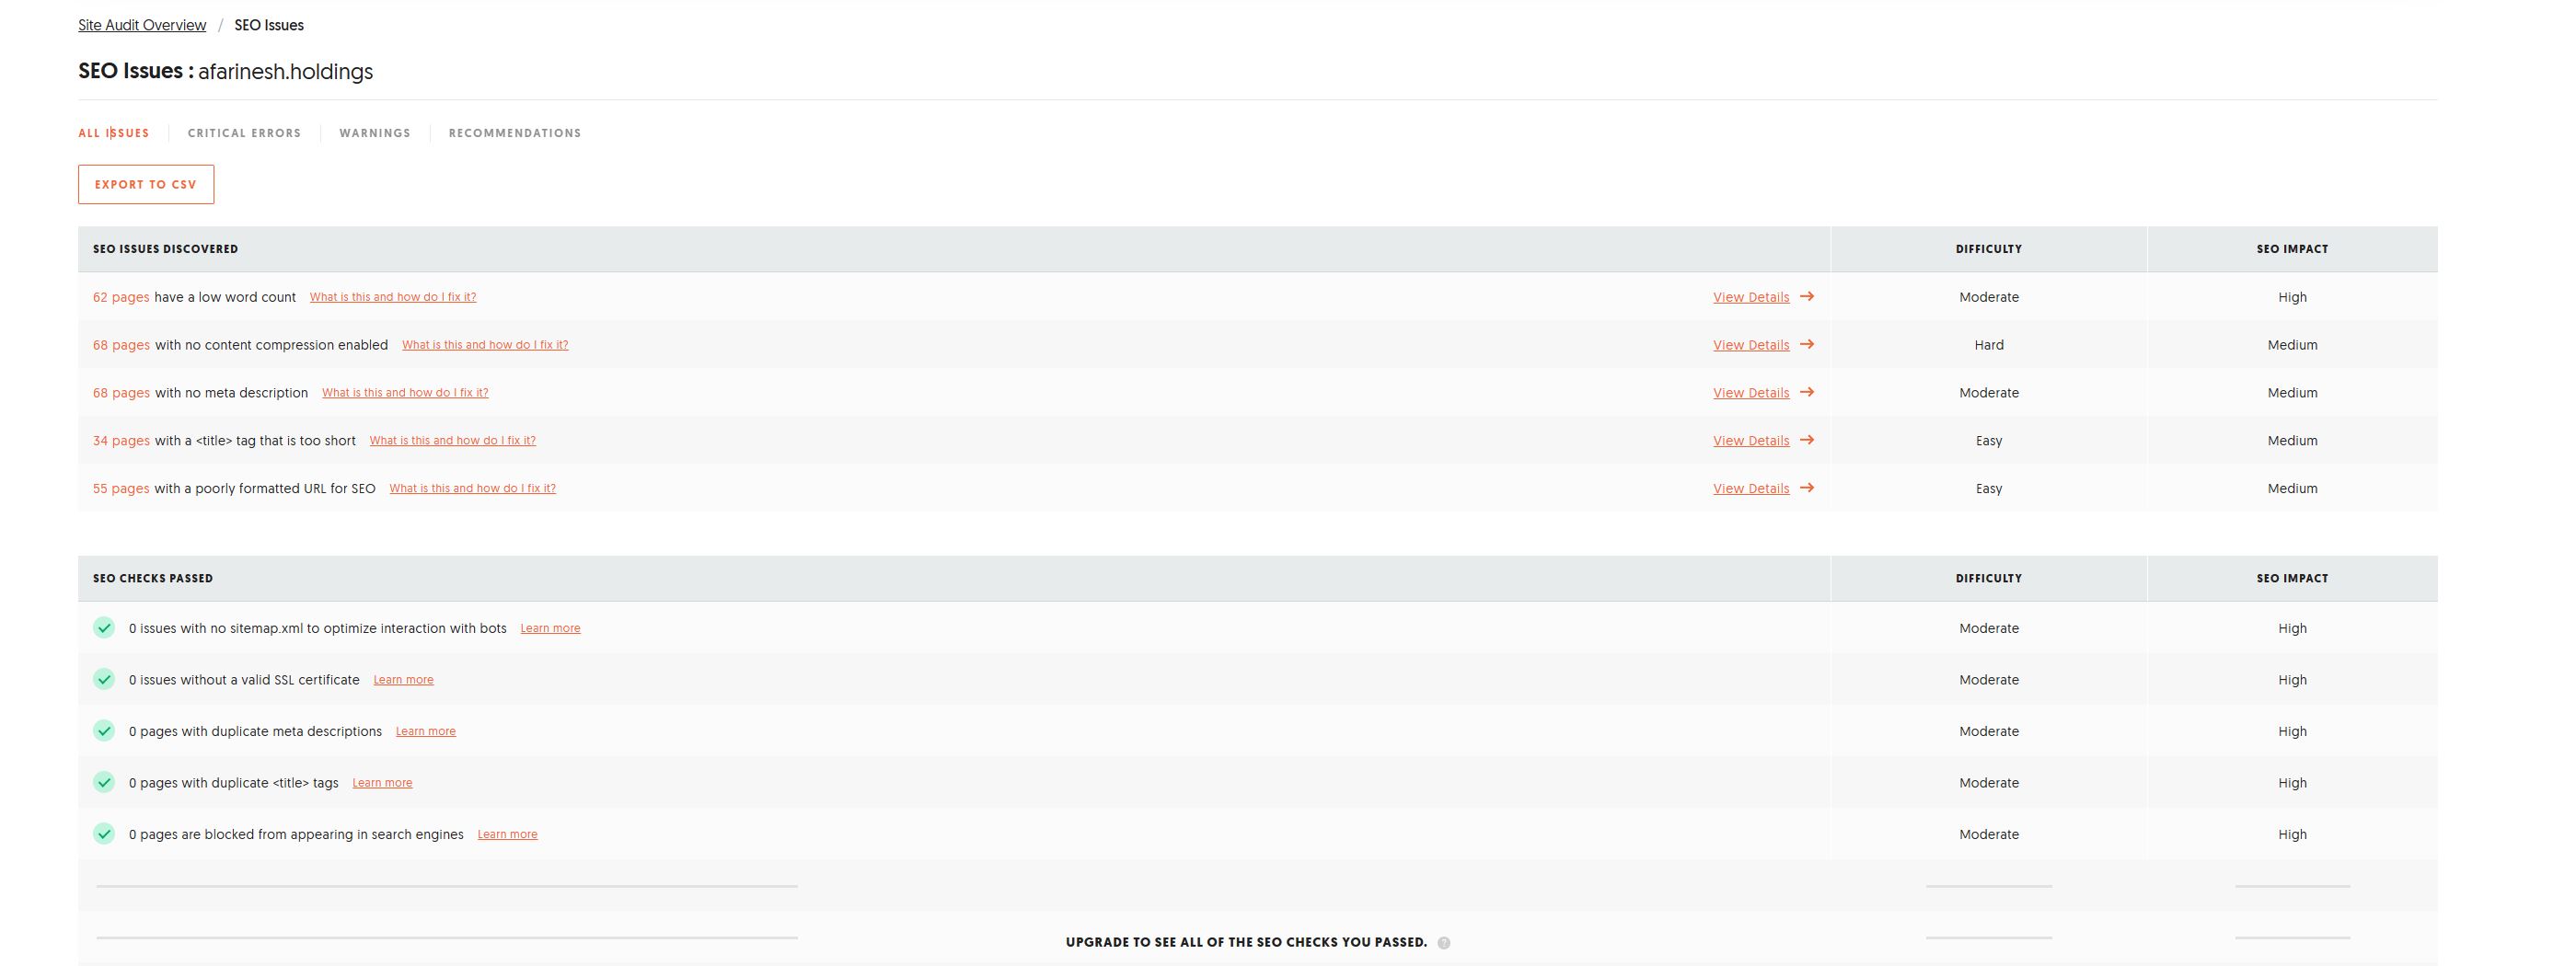 Site Audit Overview / SEO Issues
SEO Issues : afarinesh.holdings
ALL ISSUES CRITICAL ERRORS WARNINGS RECOMMENDATIONS
EXPORT TO CSV
SEO ISSUES DISCOVERED DIFFICULTY SEO IMPACT
62 pages have a low word count What is this and how do I fix it? View Details → Moderate High
68 pages with no content compression enabled What is this and how do I fix it? View Details → Hard Medium
68 pages with no meta description What is this and how do I fix it? View Details → Moderate Medium
34 pages with a <title> tag that is too short What is this and how do I fix it? View Details → Easy Medium
55 pages with a poorly formatted URL for SEO What is this and how do I fix it? View Details → Easy Medium
SEO CHECKS PASSED DIFFICULTY SEO IMPACT
0 issues with no sitemap.xml to optimize interaction with bots Learn more Moderate High
0 issues without a valid SSL certificate Learn more Moderate High
0 pages with duplicate meta descriptions Learn more Moderate High
0 pages with duplicate <title> tags Learn more Moderate High
0 pages are blocked from appearing in search engines Learn more Moderate High
UPGRADE TO SEE ALL OF THE SEO CHECKS YOU PASSED. ?